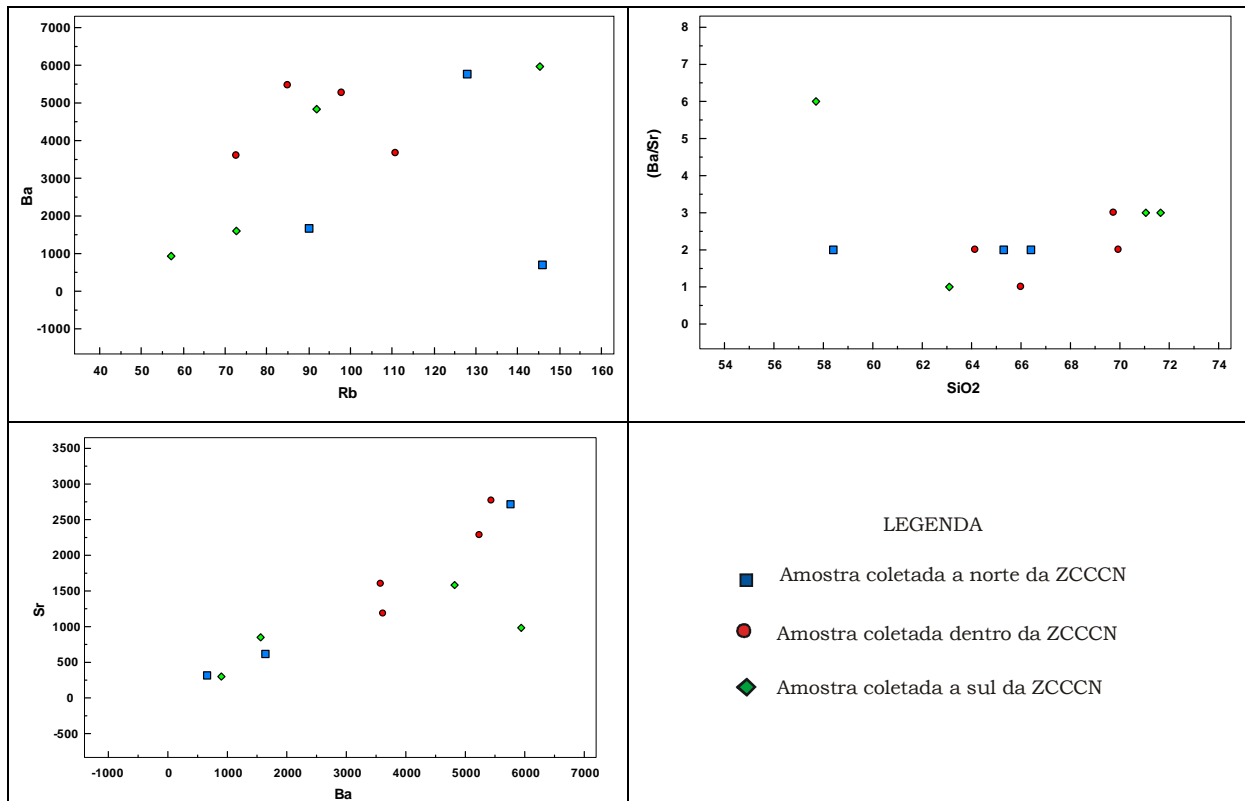 7000
6000
5000
4000
3000
2000
1000
0
-1000
Ba
40 50 60 70 80 90 100 110 120 130 140 150 160
Rb
8
7
6
5
4
3
2
1
0
(Ba/Sr)
54 56 58 60 62 64 66 68 70 72 74
SiO2
3500
3000
2500
2000
1500
1000
500
0
-500
Sr
-1000 0 1000 2000 3000 4000 5000 6000 7000
Ba
LEGENDA
Amostra coletada a norte da ZCCCN
Amostra coletada dentro da ZCCCN
Amostra coletada a sul da ZCCCN